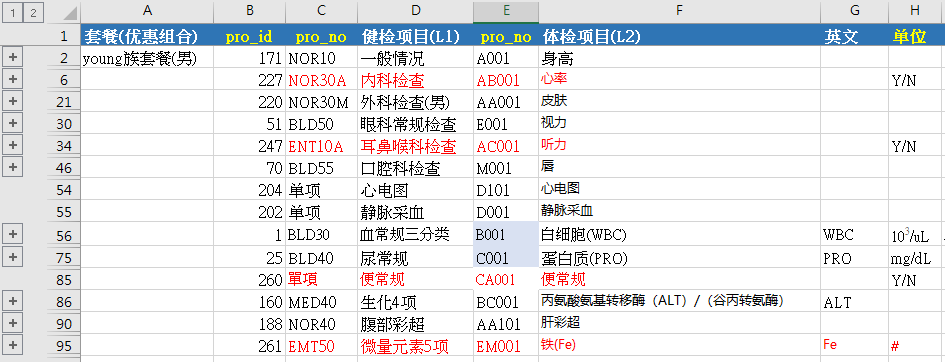 1 2
A B C D E F G H
1 套餐(优惠组合) pro_id pro_no 健检项目(L1) pro_no 体检项目(L2) 英文 单位
2 young族套餐(男) 171 NOR10 一般情况 A001 身高
6 227 NOR30A 内科检查 AB001 心率 Y/N
21 220 NOR30M 外科检查(男) AA001 皮肤
30 51 BLD50 眼科常规检查 E001 视力
34 247 ENT10A 耳鼻喉科检查 AC001 听力 Y/N
46 70 BLD55 口腔科检查 M001 唇
54 204 单项 心电图 D101 心电图
55 202 单项 静脉采血 D001 静脉采血
56 1 BLD30 血常规三分类 B001 白细胞(WBC) WBC 10³/uL
75 25 BLD40 尿常规 C001 蛋白质(PRO) PRO mg/dL
85 260 單項 便常规 CA001 便常规 Y/N
86 160 MED40 生化4项 BC001 丙氨酸氨基转移酶（ALT）/（谷丙转氨酶） ALT
90 188 NOR40 腹部彩超 AA101 肝彩超
95 261 EMT50 微量元素5项 EM001 铁(Fe) Fe #